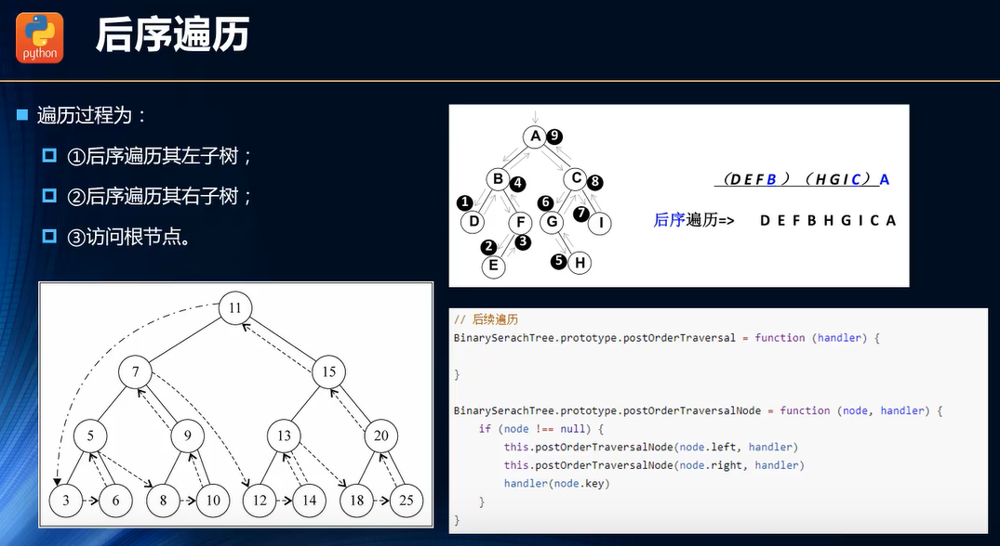 python
后序遍历
遍历过程为：
①后序遍历其左子树；
②后序遍历其右子树；
③访问根节点。
A 9
B 4 C 8
1 6 7
D F G I
2 3
E 5 H
（D E F B ）（H G I C）A
后序遍历=> D E F B H G I C A
11
7 15
5 9 13 20
3 6 8 10 12 14 18 25
// 后续遍历
BinarySerachTree.prototype.postOrderTraversal = function (handler) {
}
BinarySerachTree.prototype.postOrderTraversalNode = function (node, handler) {
if (node !== null) {
this.postOrderTraversalNode(node.left, handler)
this.postOrderTraversalNode(node.right, handler)
handler(node.key)
}
}